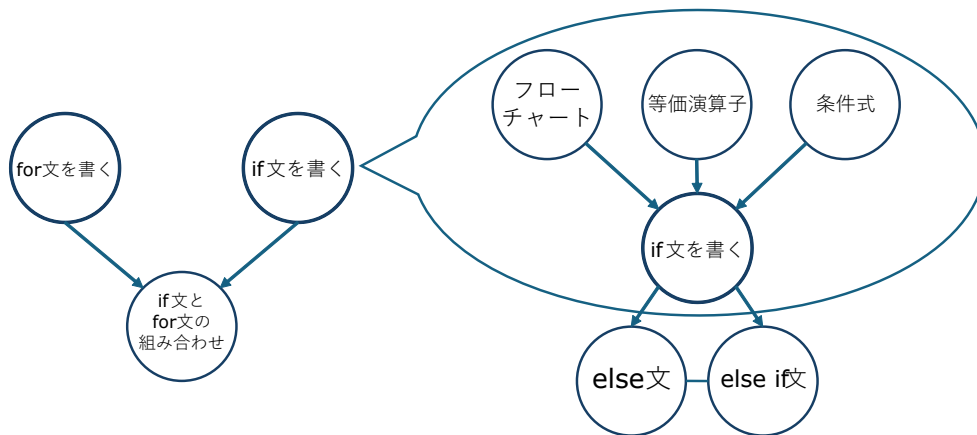 フロー
チャート
等価演算子
条件式
for文を書く
if文を書く
if文を書く
if文と
for文の
組み合わせ
else文
else if文